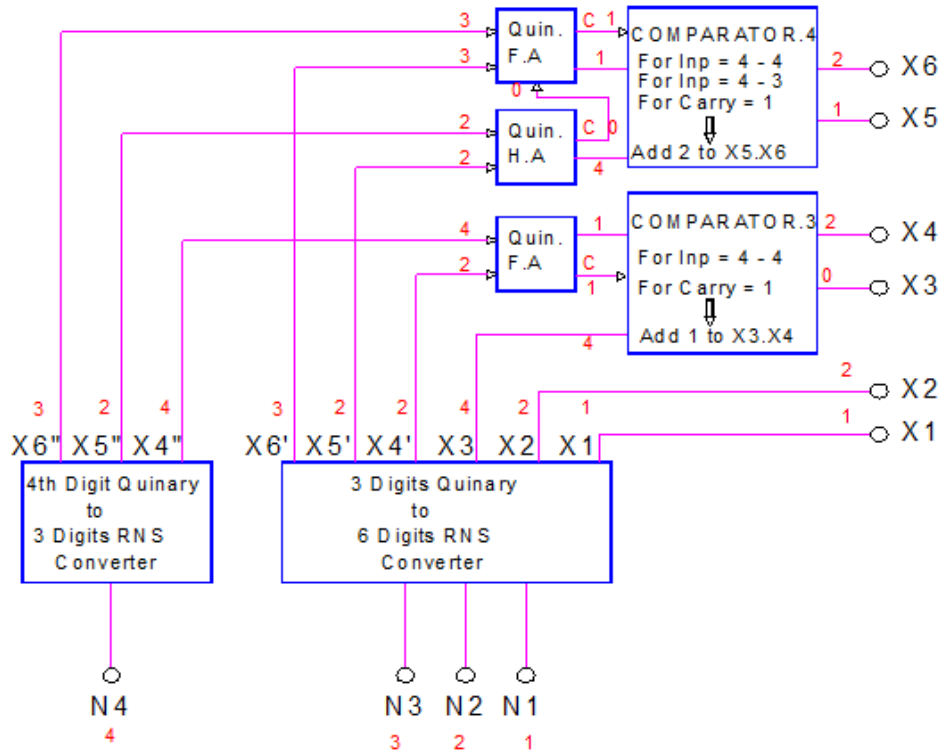 3
Quin.
F.A
C 1
COMPARATOR.4
For Inp = 4 - 4
For Inp = 4 - 3
For Carry = 1
Add 2 to X5.X6
3
1
2
X6
0
1
X5
2
Quin.
H.A
C 0
2
4
4
Quin.
F.A
1
COMPARATOR.3
For Inp = 4 - 4
For Carry = 1
Add 1 to X3.X4
2
X4
2
C
1
0
X3
4
2
X2
1
X1
3 2 4 3 2 2 4 2 1
X6" X5" X4" X6' X5' X4' X3 X2 X1
4th Digit Quinary
to
3 Digits RNS
Converter
3 Digits Quinary
to
6 Digits RNS
Converter
N4 N3 N2 N1
4 3 2 1